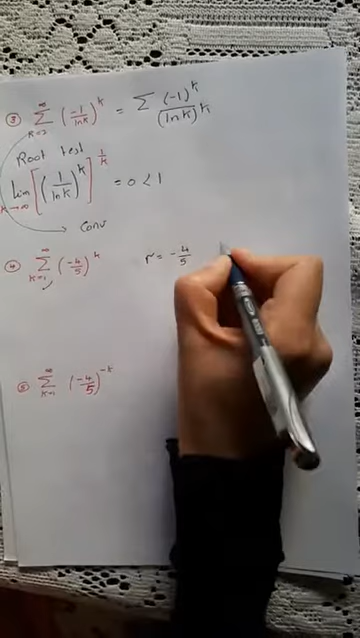 ③ ∑_{k=2}^{∞} (-1/lnk)^k = ∑ (-1)^k/(lnk)^k
Root test
lim_{k→∞} [(1/lnk)^k]^{1/k} = 0 < 1
→ Conv
④ ∑_{k=1}^{∞} (-4/5)^k r = -4/5
⑤ ∑_{k=1}^{∞} (-4/5)^{-k}